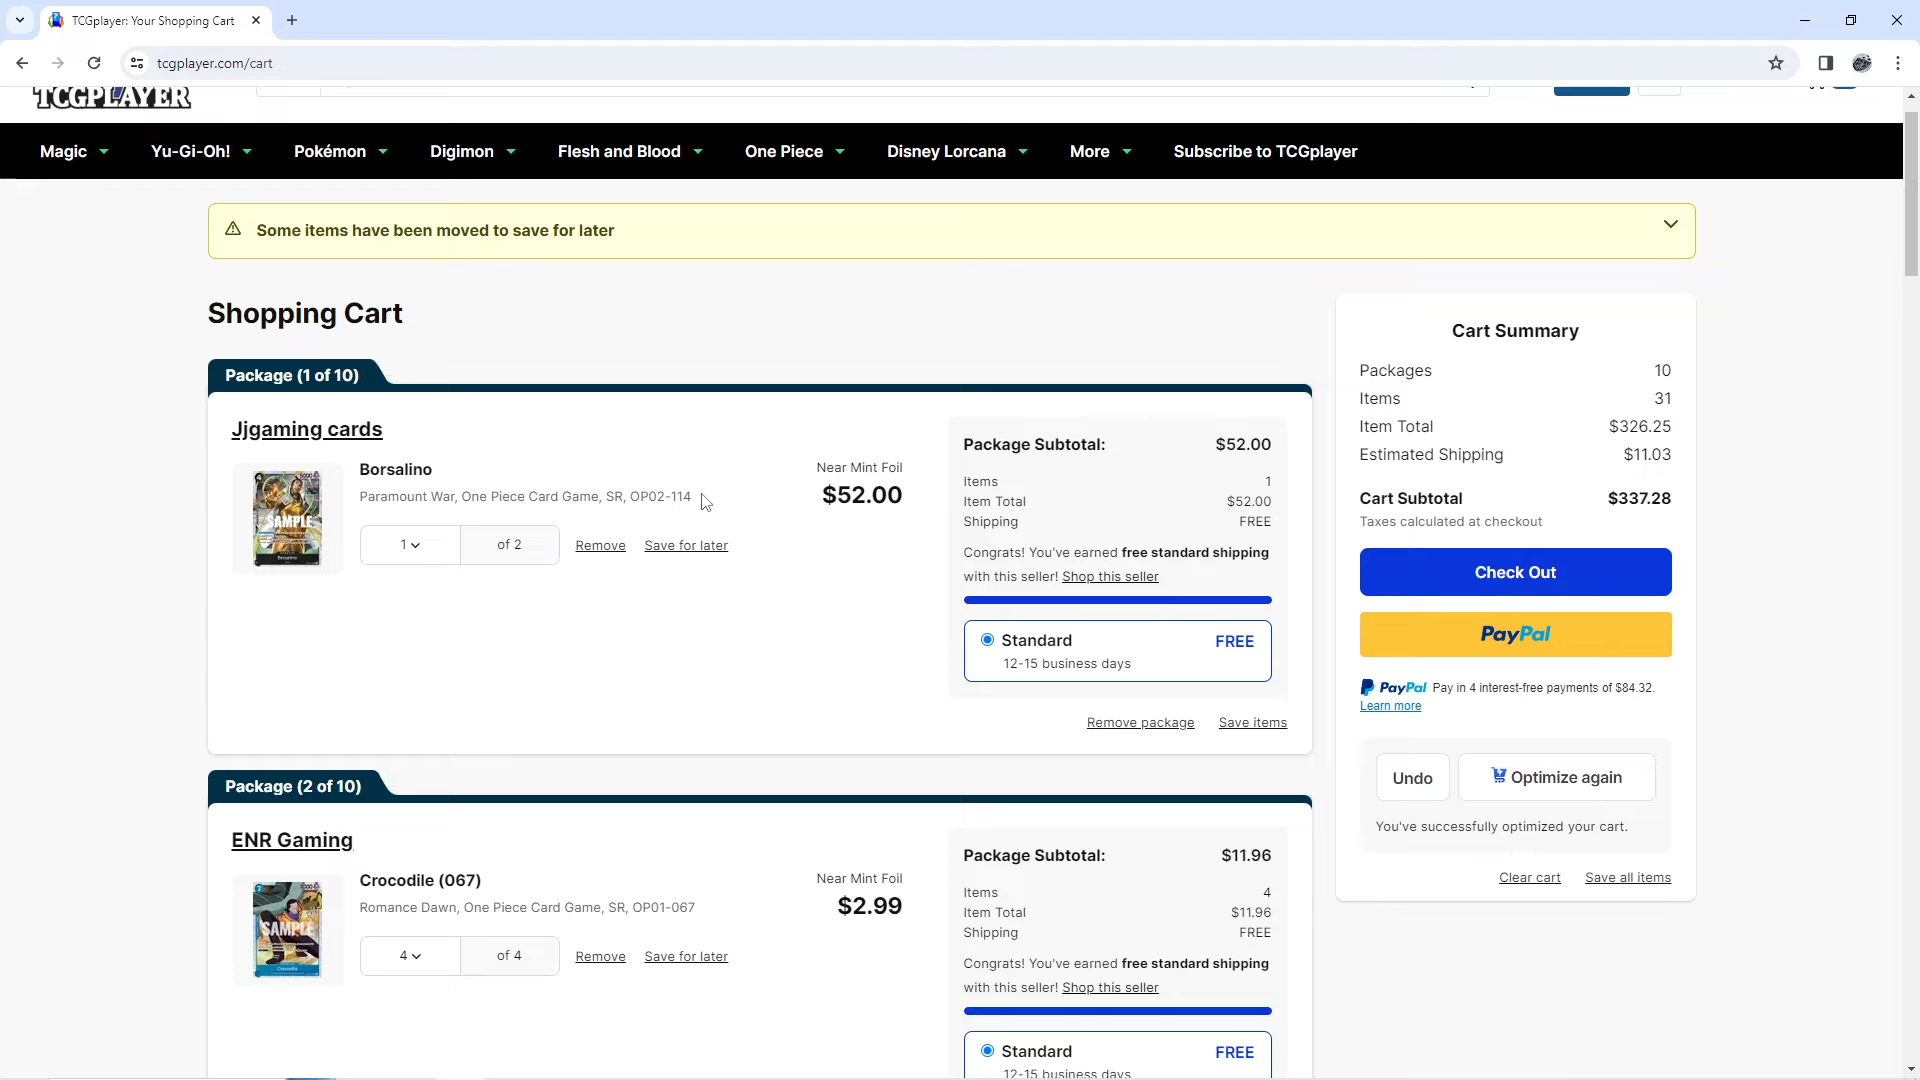 TCGplayer: Your Shopping Cart
tcgplayer.com/cart
TCGPLAYER
Magic Yu-Gi-Oh! Pokémon Digimon Flesh and Blood One Piece Disney Lorcana More Subscribe to TCGplayer
Some items have been moved to save for later
Shopping Cart
Package (1 of 10)
Jjgaming cards
SAMPLE
Borsalino
Borsalino
Paramount War, One Piece Card Game, SR, OP02-114
1 of 2 Remove Save for later
Near Mint Foil
$52.00
Package Subtotal: $52.00
Items 1
Item Total $52.00
Shipping FREE
Congrats! You've earned free standard shipping
with this seller! Shop this seller
Standard FREE
12-15 business days
Remove package Save items
Package (2 of 10)
ENR Gaming
SAMPLE
Crocodile
Crocodile (067)
Romance Dawn, One Piece Card Game, SR, OP01-067
4 of 4 Remove Save for later
Near Mint Foil
$2.99
Package Subtotal: $11.96
Items 4
Item Total $11.96
Shipping FREE
Congrats! You've earned free standard shipping
with this seller! Shop this seller
Standard FREE
12-15 business days
Cart Summary
Packages 10
Items 31
Item Total $326.25
Estimated Shipping $11.03
Cart Subtotal $337.28
Taxes calculated at checkout
Check Out
PayPal
PayPal Pay in 4 interest-free payments of $84.32.
Learn more
Undo Optimize again
You've successfully optimized your cart.
Clear cart Save all items